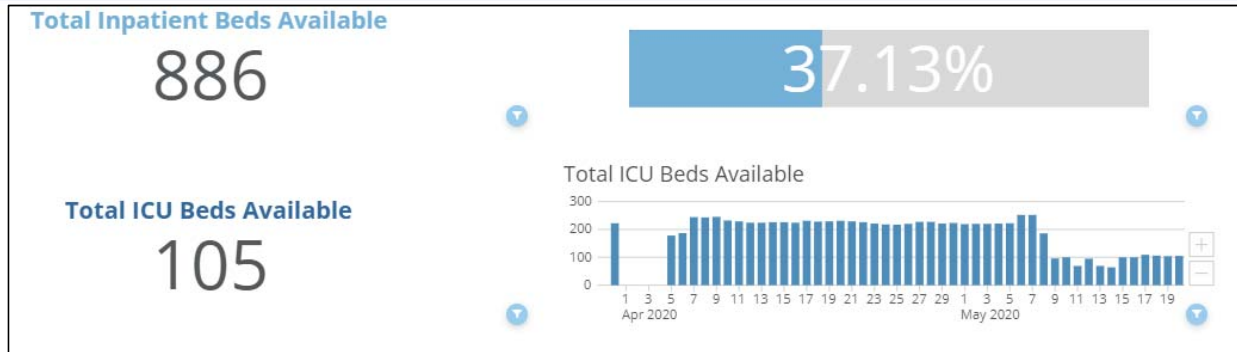 Total Inpatient Beds Available
886
37.13%
Total ICU Beds Available
105
Total ICU Beds Available
300
200
100
0
1 3 5 7 9 11 13 15 17 19 21 23 25 27 29 1 3 5 7 9 11 13 15 17 19
Apr 2020 May 2020